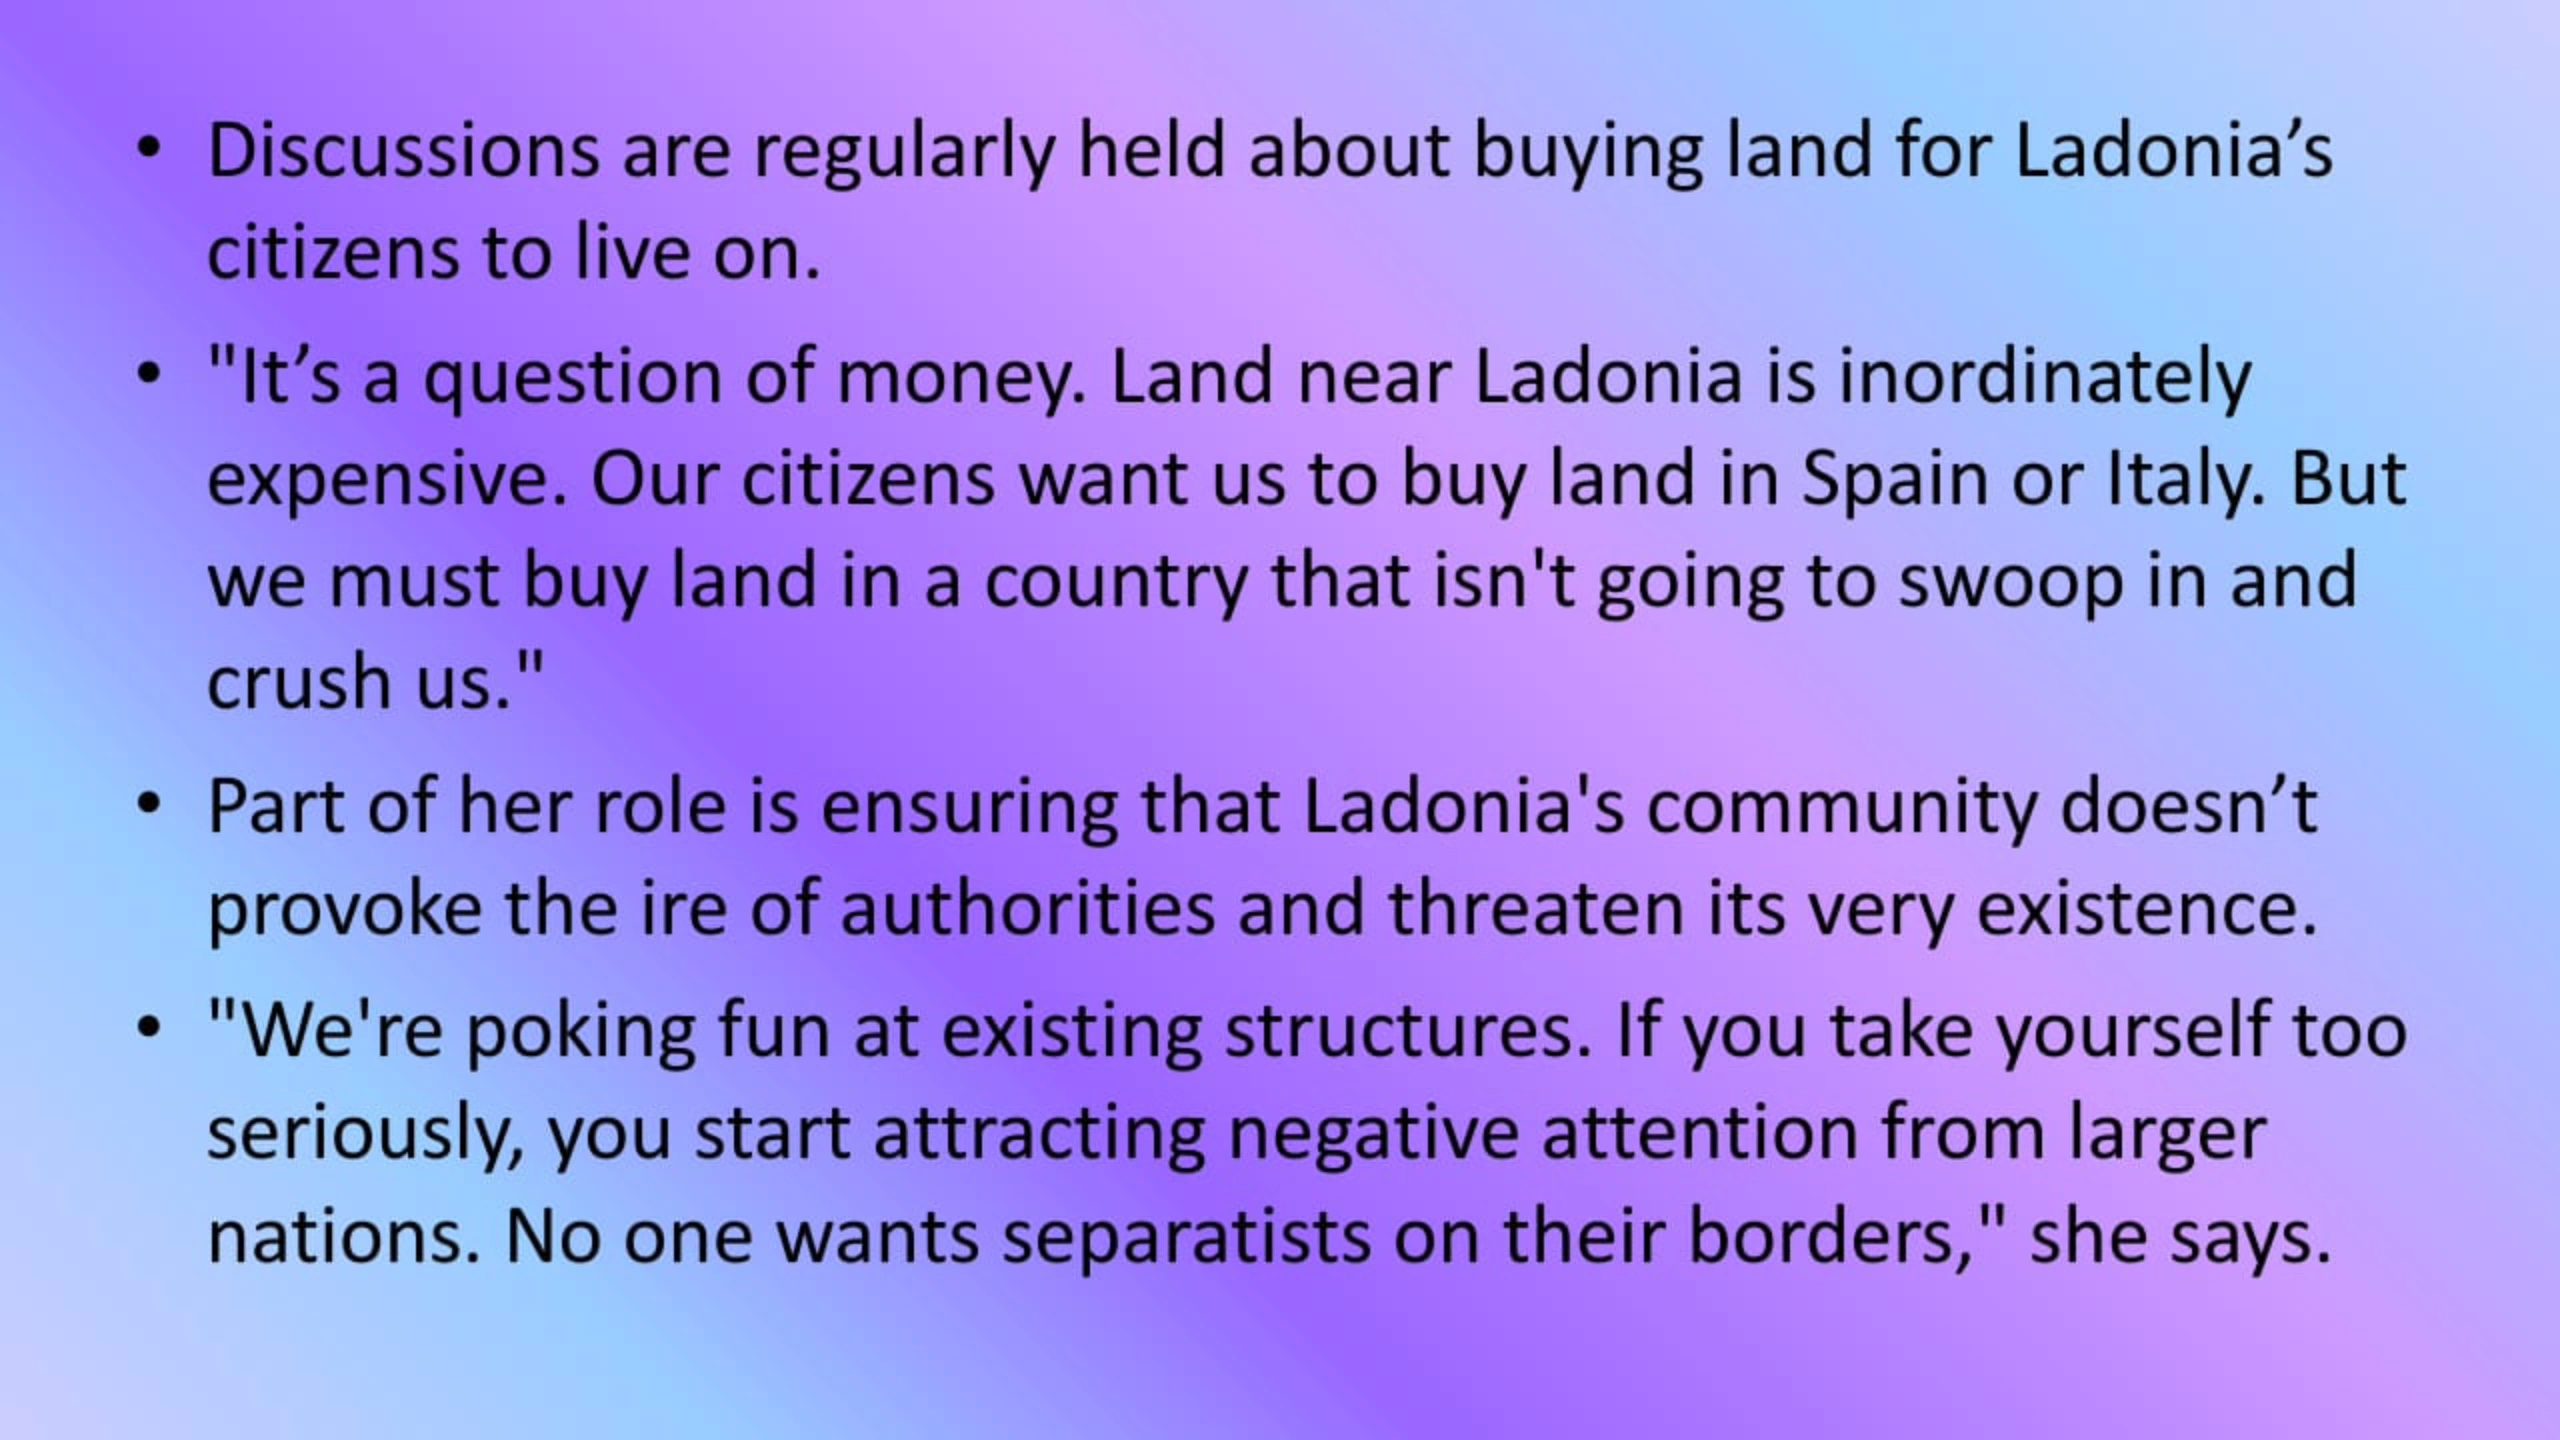 • Discussions are regularly held about buying land for Ladonia’s
citizens to live on.
• "It’s a question of money. Land near Ladonia is inordinately
expensive. Our citizens want us to buy land in Spain or Italy. But
we must buy land in a country that isn't going to swoop in and
crush us."
• Part of her role is ensuring that Ladonia's community doesn’t
provoke the ire of authorities and threaten its very existence.
• "We're poking fun at existing structures. If you take yourself too
seriously, you start attracting negative attention from larger
nations. No one wants separatists on their borders," she says.